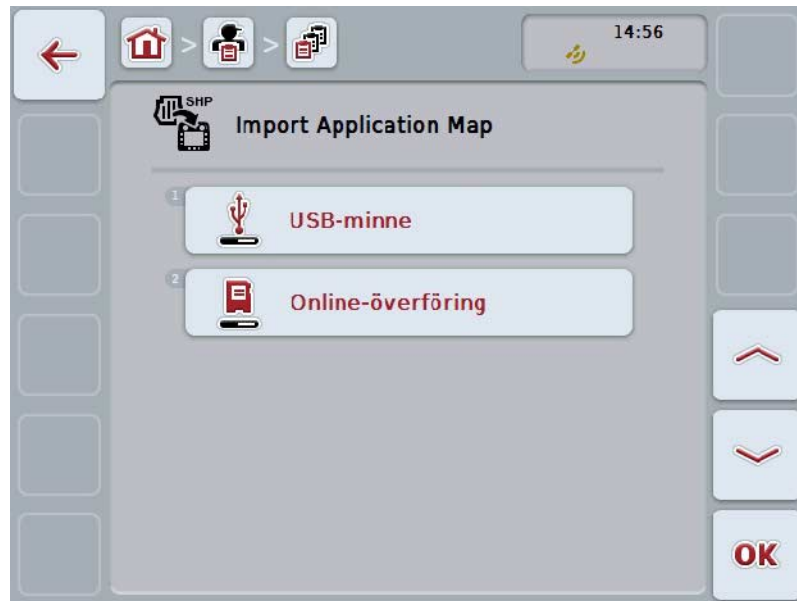 > >
14:56
SHP
Import Application Map
1
USB-minne
2
Online-överföring
OK